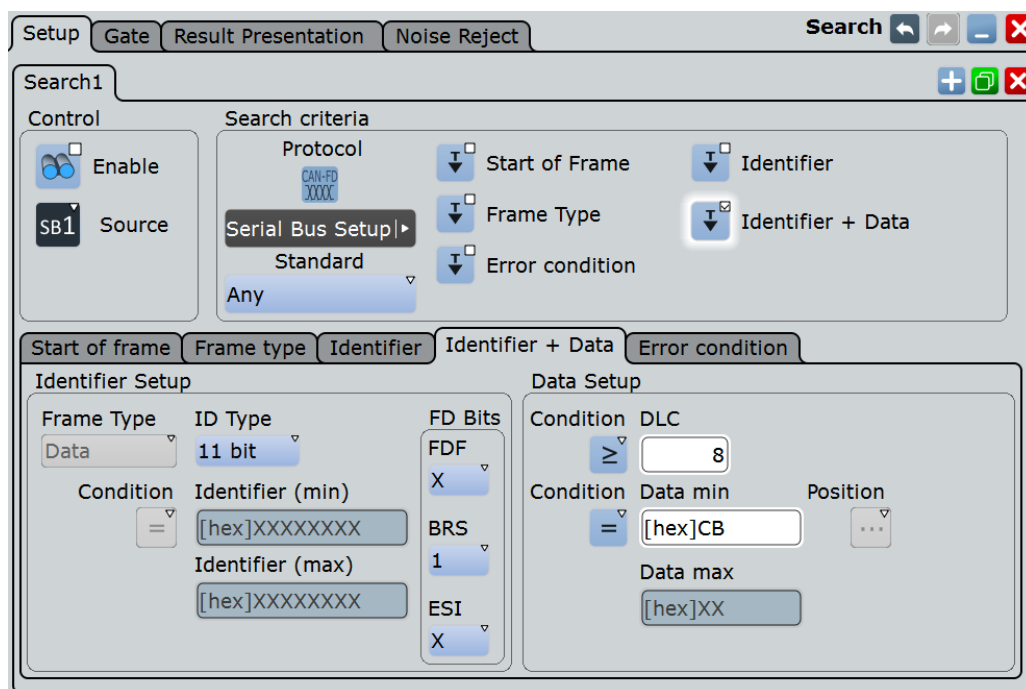 Setup Gate Result Presentation Noise Reject Search
Search1
Control Search criteria
Protocol
CAN-FD
XXXX
Enable
SB1 Source
Serial Bus Setup
Standard
Any
Start of Frame
Frame Type
Error condition
Identifier
Identifier + Data
Start of frame Frame type Identifier Identifier + Data Error condition
Identifier Setup
Frame Type ID Type
Data 11 bit
Condition Identifier (min)
= [hex]XXXXXXXX
Identifier (max)
[hex]XXXXXXXX
FD Bits
FDF
X
BRS
1
ESI
X
Data Setup
Condition DLC
≥ 8
Condition Data min Position
= [hex]CB ...
Data max
[hex]XX